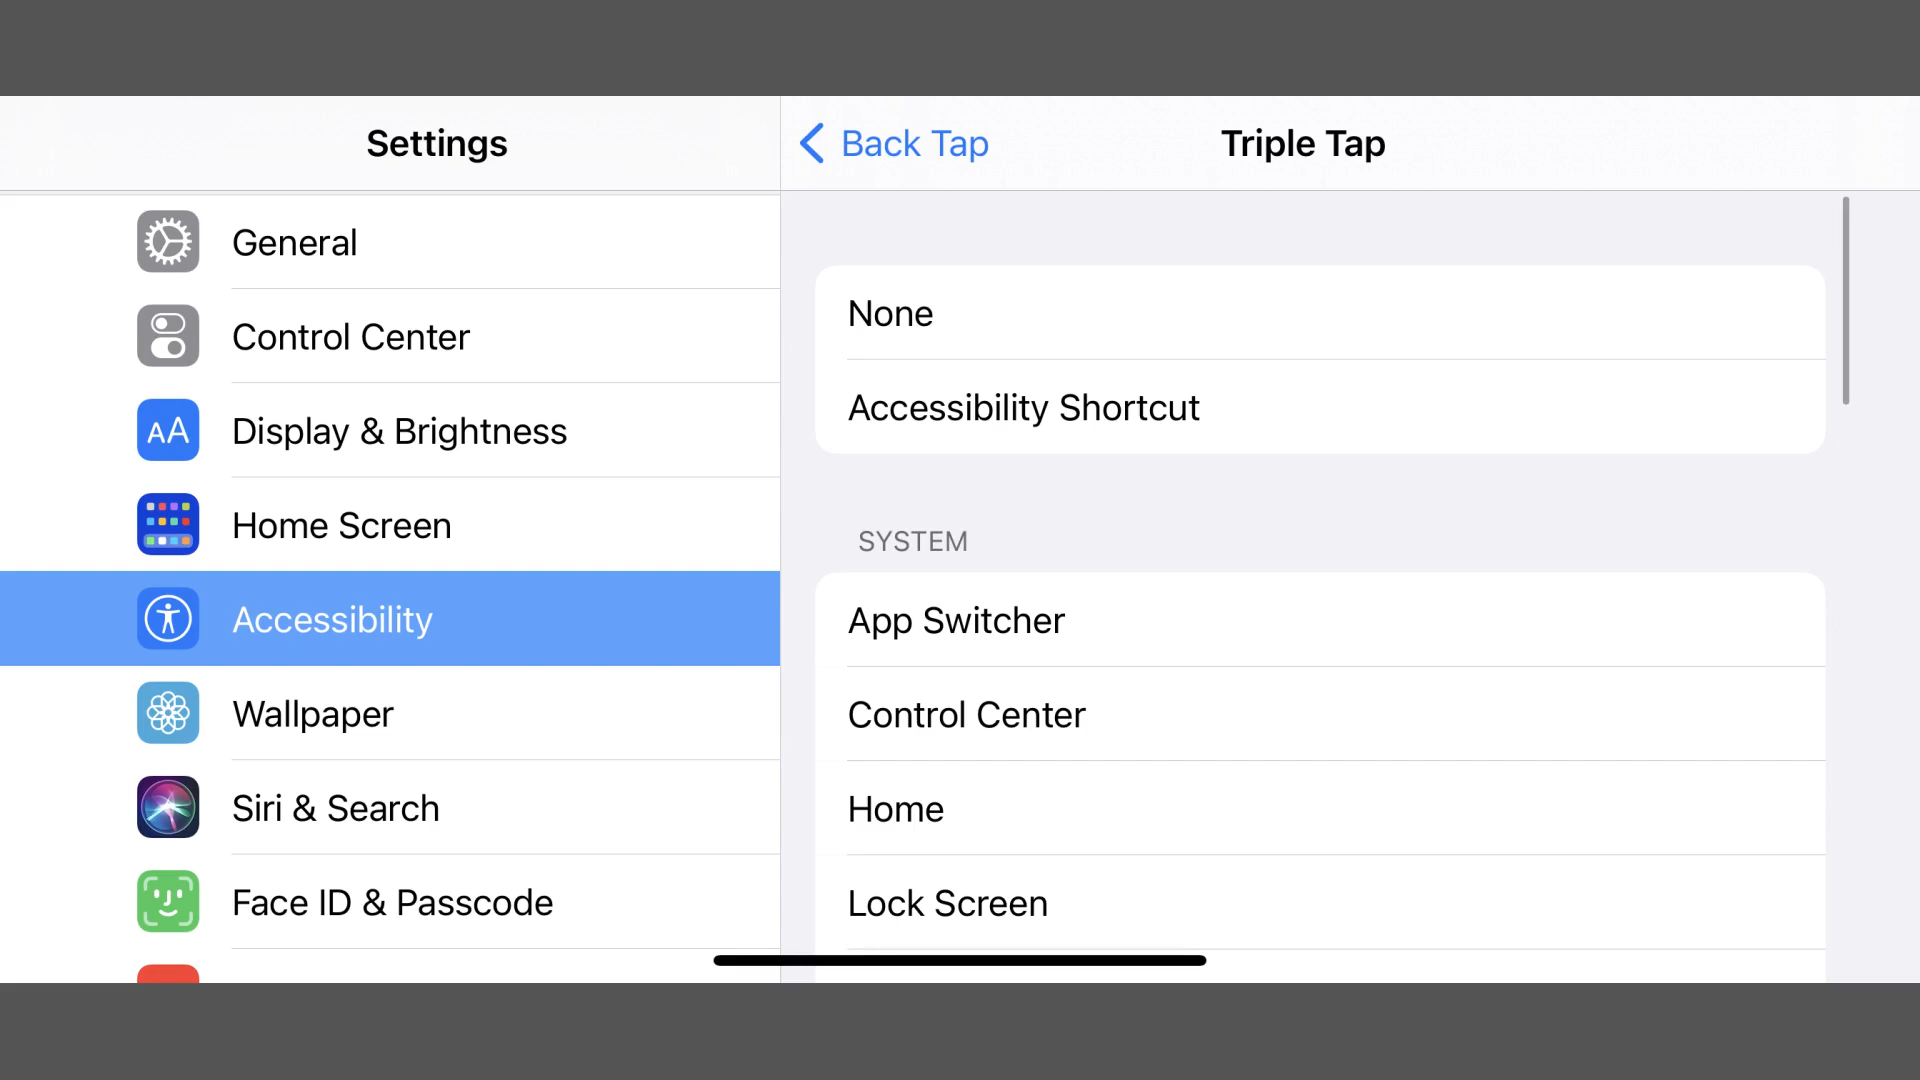 Settings
General
Control Center
AA Display & Brightness
Home Screen
Accessibility
Wallpaper
Siri & Search
Face ID & Passcode
Back Tap
Triple Tap
None
Accessibility Shortcut
SYSTEM
App Switcher
Control Center
Home
Lock Screen